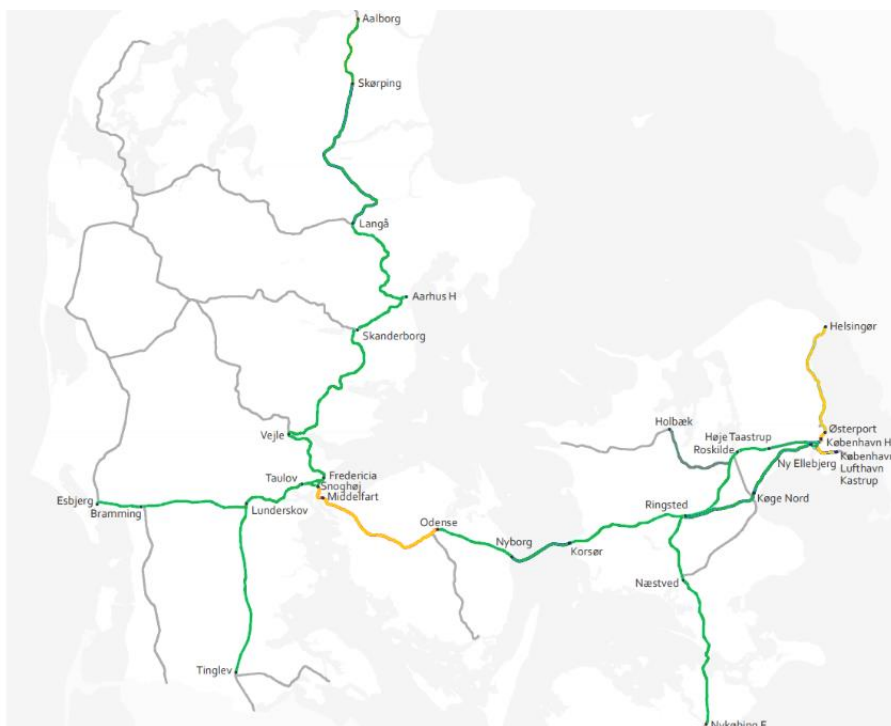 Aalborg
Skørping
Langå
Aarhus H
Skanderborg
Helsingør
Holbæk
Østerport
Høje Taastrup
København H
Vejle
Roskilde
Ny Ellebjerg
København
Lufthavn
Kastrup
Taulov
Fredericia
Snoghøj
Middelfart
Esbjerg
Bramming
Lunderskov
Køge Nord
Ringsted
Odense
Nyborg
Korsør
Næstved
Tinglev
Nykøbing F